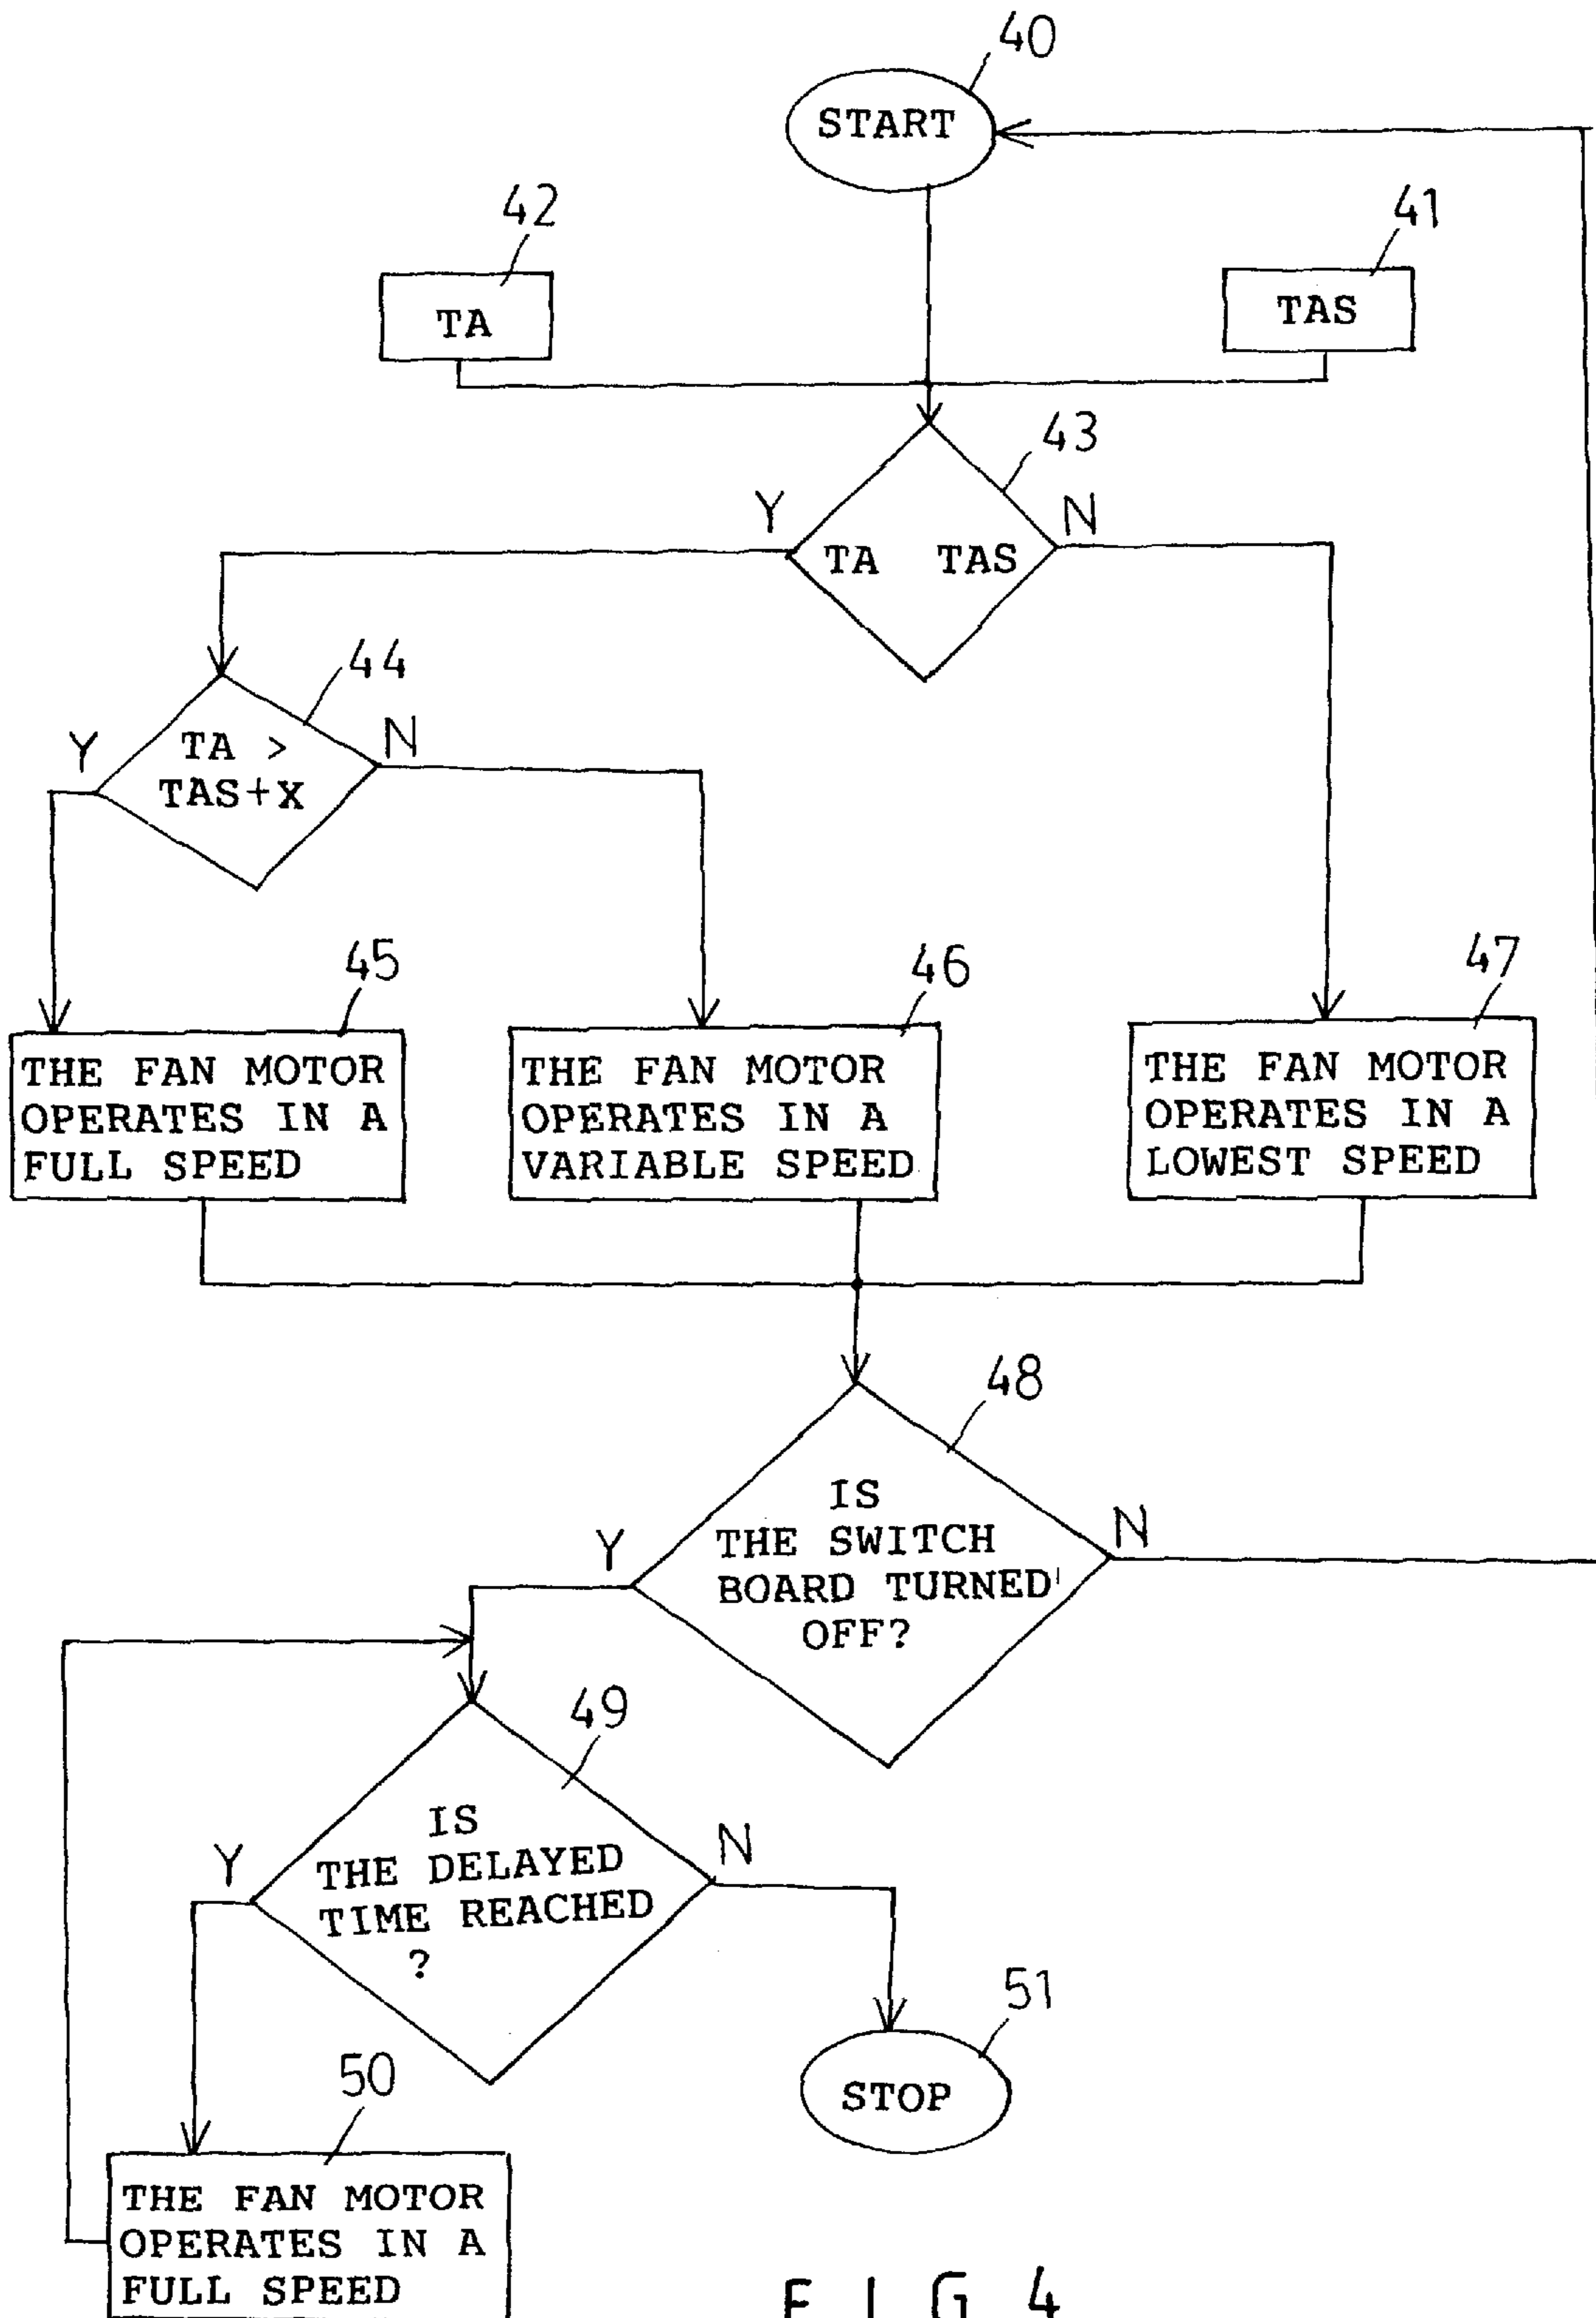 40
START
42
41
TA
TAS
43
Y
N
TA TAS
44
Y
N
TA >
TAS+X
45
46
47
THE FAN MOTOR
OPERATES IN A
FULL SPEED
THE FAN MOTOR
OPERATES IN A
VARIABLE SPEED
THE FAN MOTOR
OPERATES IN A
LOWEST SPEED
48
Y
N
IS
THE SWITCH
BOARD TURNED
OFF?
49
Y
N
IS
THE DELAYED
TIME REACHED
?
51
STOP
50
THE FAN MOTOR
OPERATES IN A
FULL SPEED
FIG 4